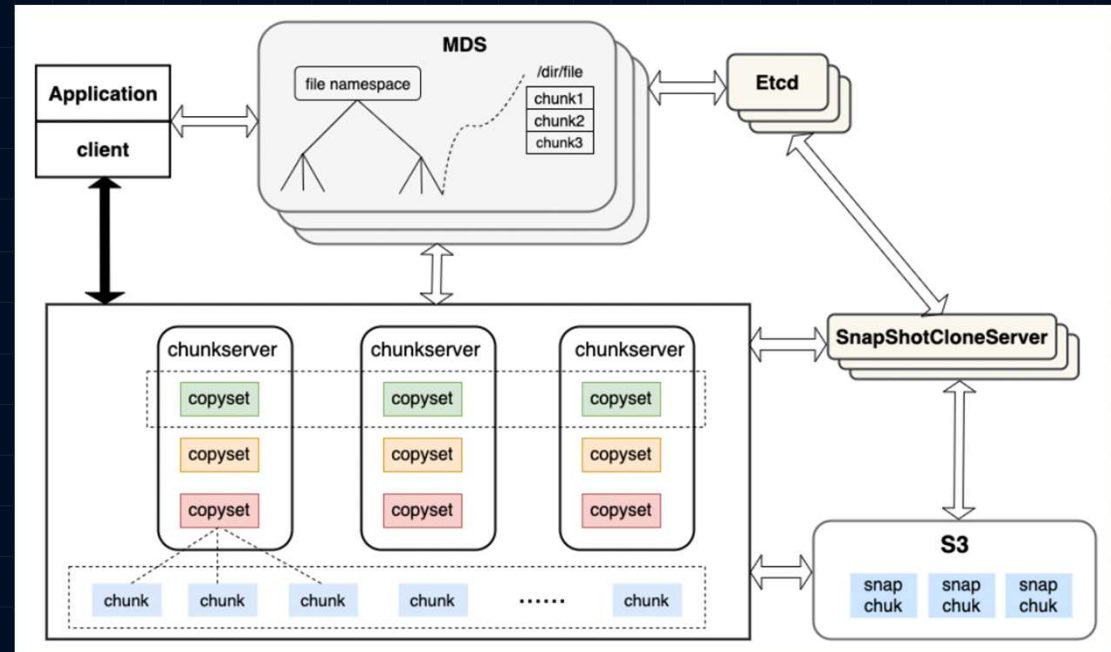 MDS
file namespace
/dir/file
chunk1
chunk2
chunk3
Application
client
Etcd
chunkserver
chunkserver
chunkserver
copyset
copyset
copyset
copyset
copyset
copyset
copyset
copyset
copyset
chunk
chunk
chunk
chunk
......
chunk
SnapShotCloneServer
S3
snap
chuk
snap
chuk
snap
chuk